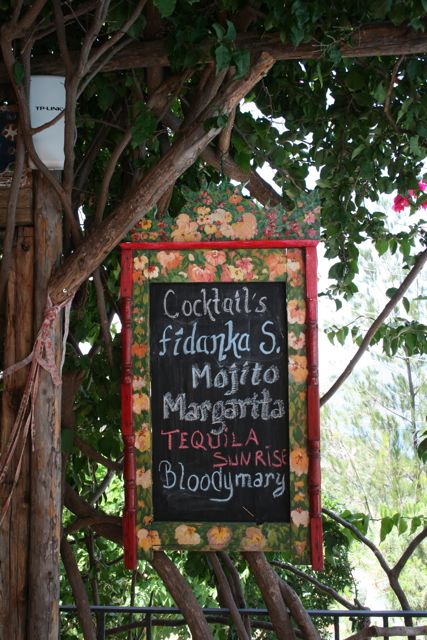 TP-LINK
Cocktail's
fidanka S.
Mojito
Margarita
TEQUILA
SUNRISE
Bloodymary